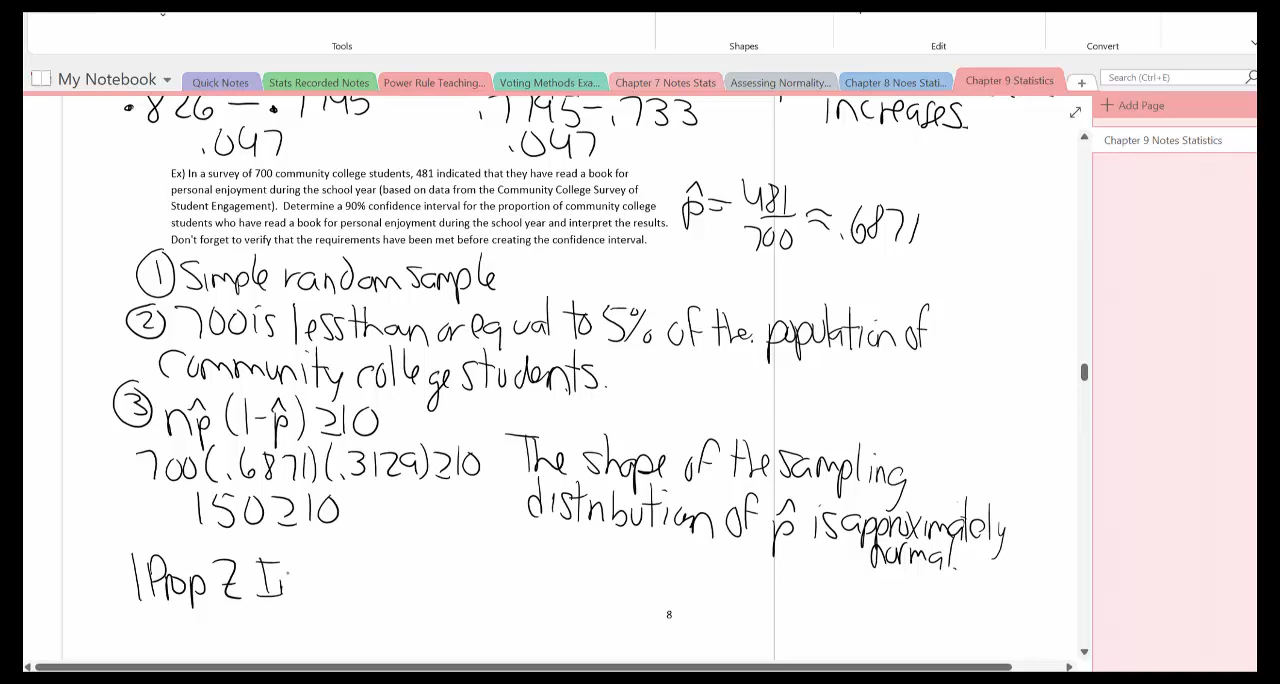 Tools
Shapes
Edit
Convert
My Notebook
Quick Notes
Stats Recorded Notes
Power Rule Teaching...
Voting Methods Exa...
Chapter 7 Notes Stats
Assessing Normality...
Chapter 8 Noes Stati...
Chapter 9 Statistics
Search (Ctrl+E)
+ Add Page
Chapter 9 Notes Statistics
.826 - .7795
.7795 - .733
increases.
.047
.047
Ex) In a survey of 700 community college students, 481 indicated that they have read a book for
personal enjoyment during the school year (based on data from the Community College Survey of
Student Engagement). Determine a 90% confidence interval for the proportion of community college
students who have read a book for personal enjoyment during the school year and interpret the results.
Don't forget to verify that the requirements have been met before creating the confidence interval.
p̂ = 481/700 ≈ .6871
① Simple random sample
② 700 is less than or equal to 5% of the population of
Community college students.
③ np̂(1-p̂) ≥ 10
700(.6871)(.3129) ≥ 10
150 ≥ 10
The shape of the sampling
distribution of p̂ is approximately
normal.
1 Prop Z In
8